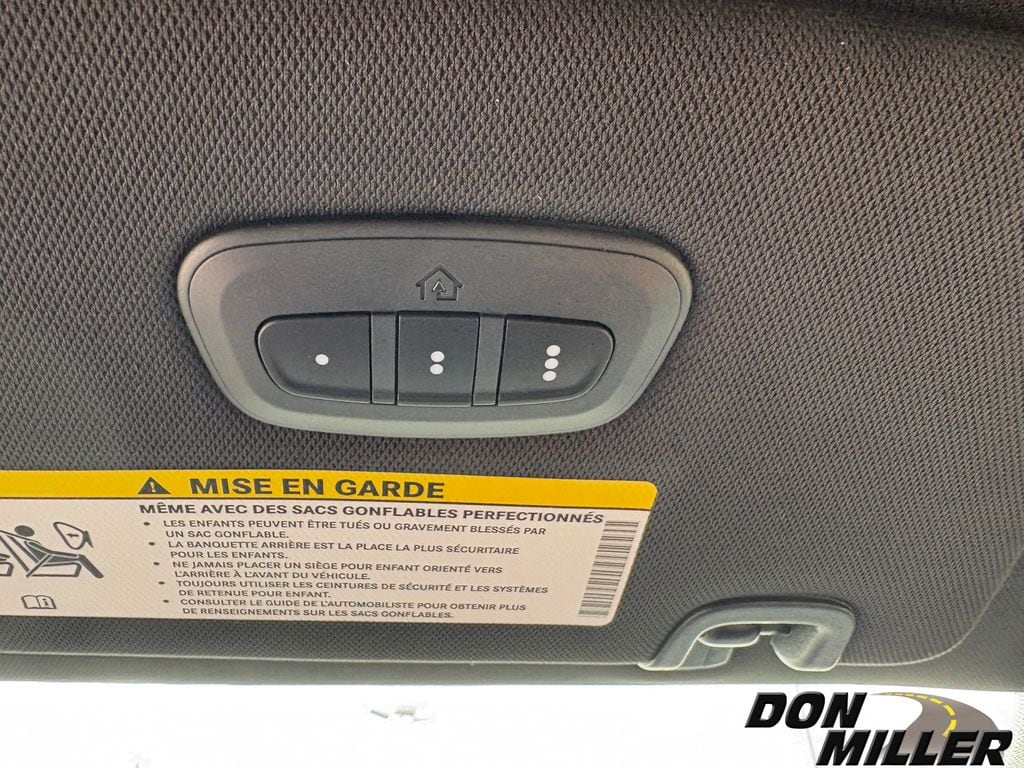 MISE EN GARDE
MÊME AVEC DES SACS GONFLABLES PERFECTIONNÉS
• LES ENFANTS PEUVENT ÊTRE TUÉS OU GRAVEMENT BLESSÉS PAR
UN SAC GONFLABLE.
• LA BANQUETTE ARRIÈRE EST LA PLACE LA PLUS SÉCURITAIRE
POUR LES ENFANTS.
• NE JAMAIS PLACER UN SIÈGE POUR ENFANT ORIENTÉ VERS
L'ARRIÈRE À L'AVANT DU VÉHICULE.
• TOUJOURS UTILISER LES CEINTURES DE SÉCURITÉ ET LES SYSTÈMES
DE RETENUE POUR ENFANT.
• CONSULTER LE GUIDE DE L'AUTOMOBILISTE POUR OBTENIR PLUS
DE RENSEIGNEMENTS SUR LES SACS GONFLABLES.
DON
MILLER